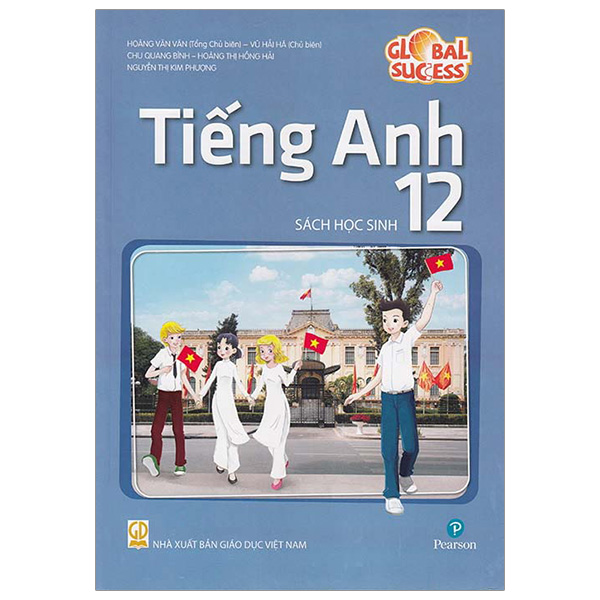 HOÀNG VĂN VÂN (Tổng Chủ biên) – VŨ HẢI HÀ (Chủ biên)
CHU QUANG BÌNH – HOÀNG THỊ HỒNG HẢI
NGUYỄN THỊ KIM PHƯỢNG
GLOBAL
SUCCESS
Tiếng Anh
12
SÁCH HỌC SINH
GD
NHÀ XUẤT BẢN GIÁO DỤC VIỆT NAM
P
Pearson